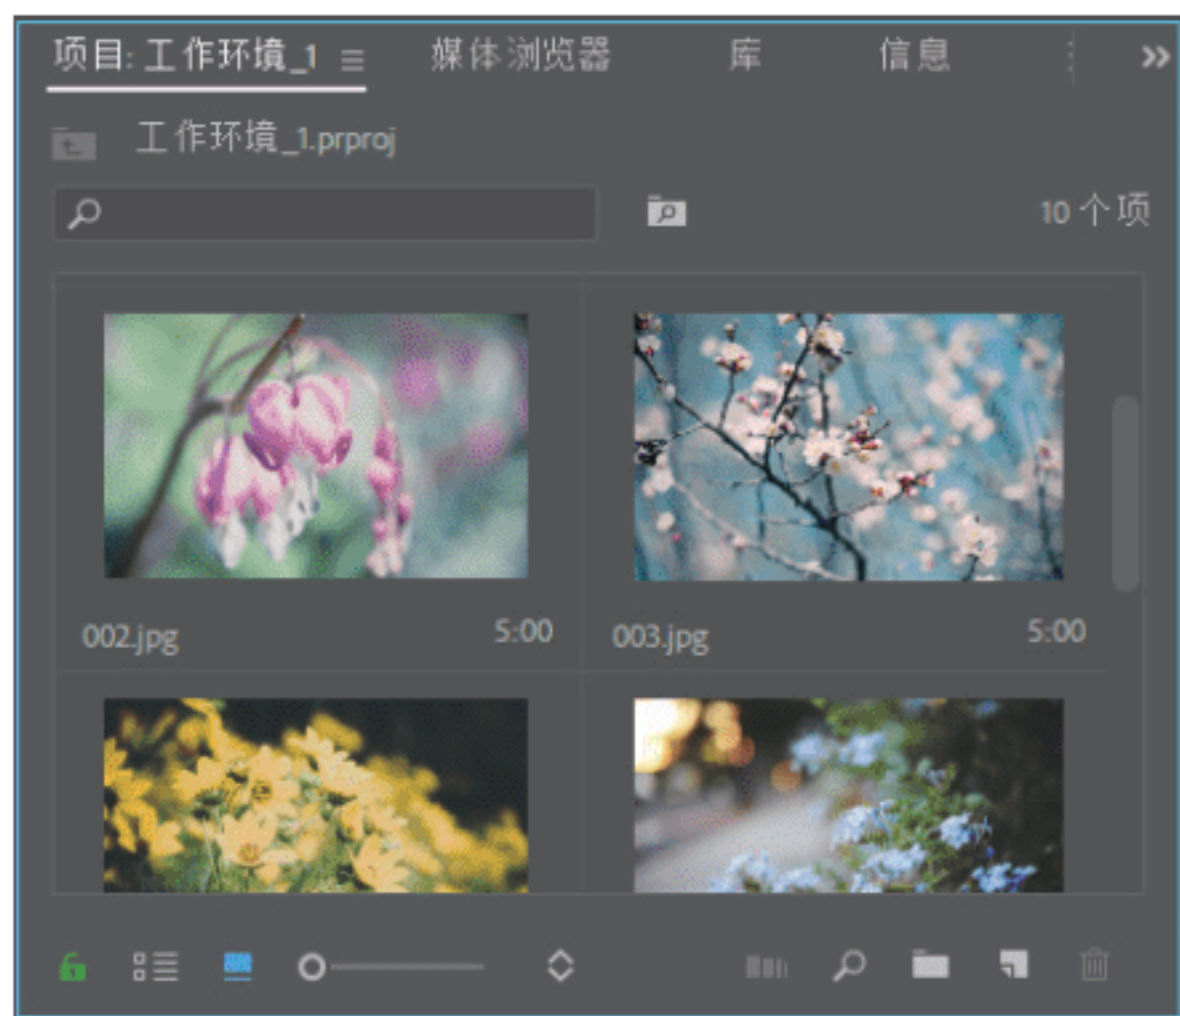 项目: 工作环境_1 媒体浏览器 库 信息
工作环境_1.prproj
10 个项
002.jpg 5:00 003.jpg 5:00